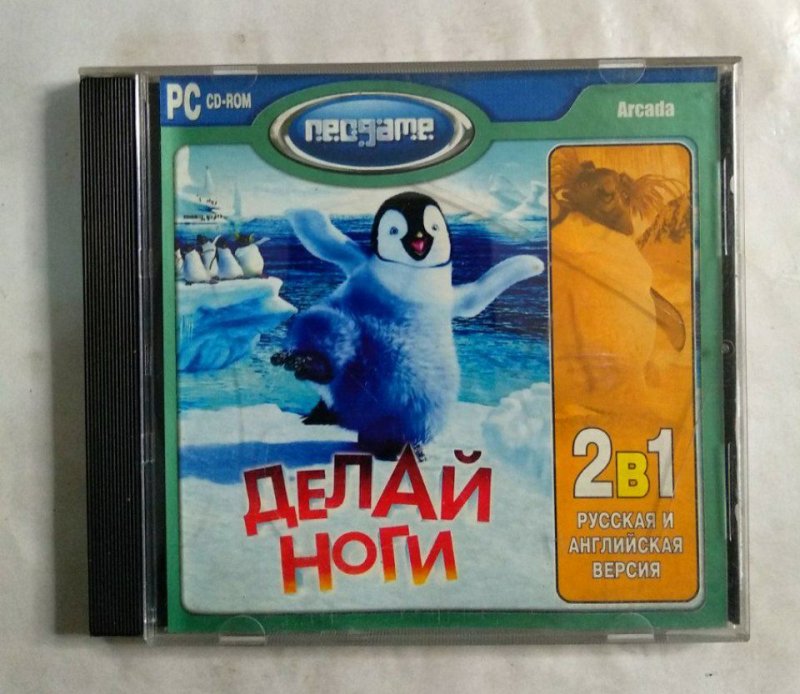 PC CD-ROM
neogame
Arcada
ДЕЛАЙ
НОГИ
2в1
РУССКАЯ И
АНГЛИЙСКАЯ
ВЕРСИЯ